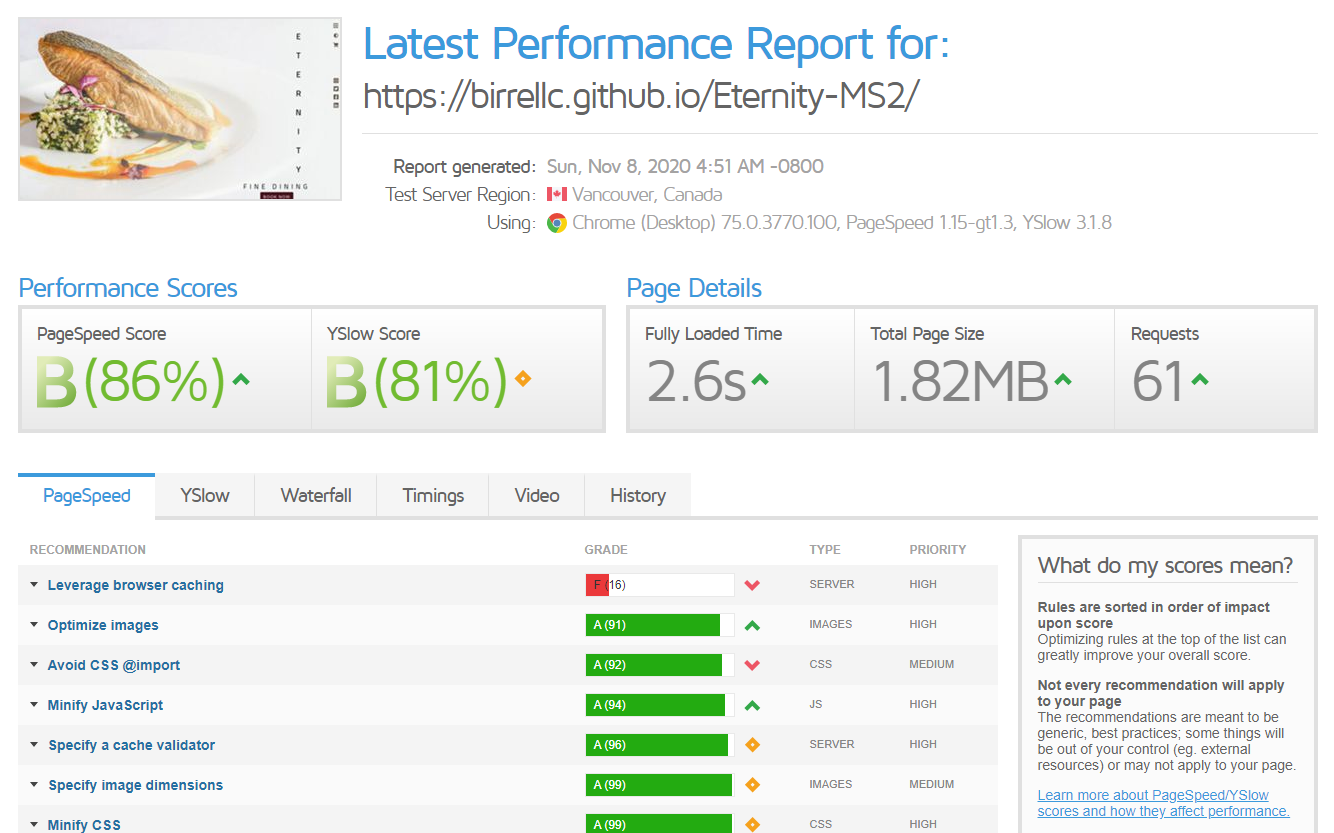 E
T
E
R
N
I
T
Y
FINE DINING
BOOK NOW
Latest Performance Report for:
https://birrellc.github.io/Eternity-MS2/
Report generated: Sun, Nov 8, 2020 4:51 AM -0800
Test Server Region: Vancouver, Canada
Using: Chrome (Desktop) 75.0.3770.100, PageSpeed 1.15-gt1.3, YSlow 3.1.8
Performance Scores
PageSpeed Score
B (86%)
YSlow Score
B (81%)
Page Details
Fully Loaded Time
2.6s
Total Page Size
1.82MB
Requests
61
PageSpeed YSlow Waterfall Timings Video History
RECOMMENDATION GRADE TYPE PRIORITY
Leverage browser caching F (16) SERVER HIGH
Optimize images A (91) IMAGES HIGH
Avoid CSS @import A (92) CSS MEDIUM
Minify JavaScript A (94) JS HIGH
Specify a cache validator A (96) SERVER HIGH
Specify image dimensions A (99) IMAGES MEDIUM
Minify CSS A (99) CSS HIGH
What do my scores mean?
Rules are sorted in order of impact
upon score
Optimizing rules at the top of the list can
greatly improve your overall score.
Not every recommendation will apply
to your page
The recommendations are meant to be
generic, best practices; some things will
be out of your control (eg. external
resources) or may not apply to your page.
Learn more about PageSpeed/YSlow
scores and how they affect performance.